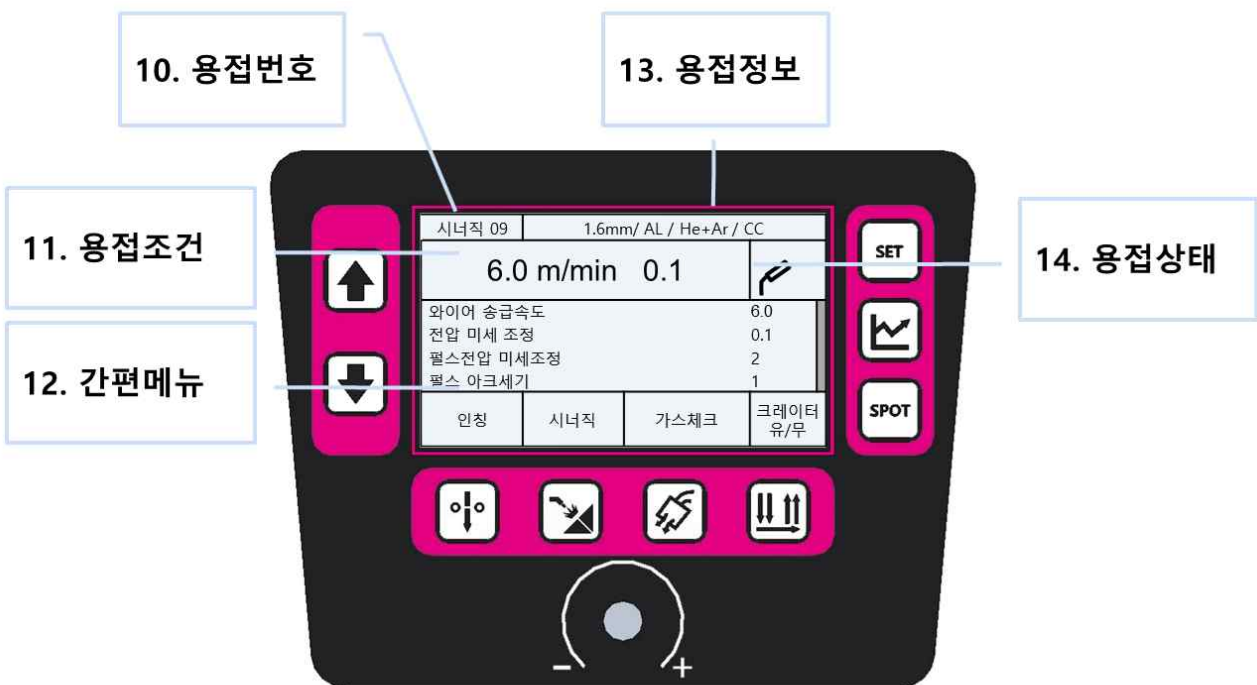 10. 용접번호
13. 용접정보
11. 용접조건
14. 용접상태
12. 간편메뉴
시너직 09
1.6mm/ AL / He+Ar / CC
6.0 m/min 0.1
와이어 송급속도 6.0
전압 미세 조정 0.1
펄스전압 미세조정 2
펄스 아크세기 1
인칭
시너직
가스체크
크레이터
유/무
SET
SPOT
- +